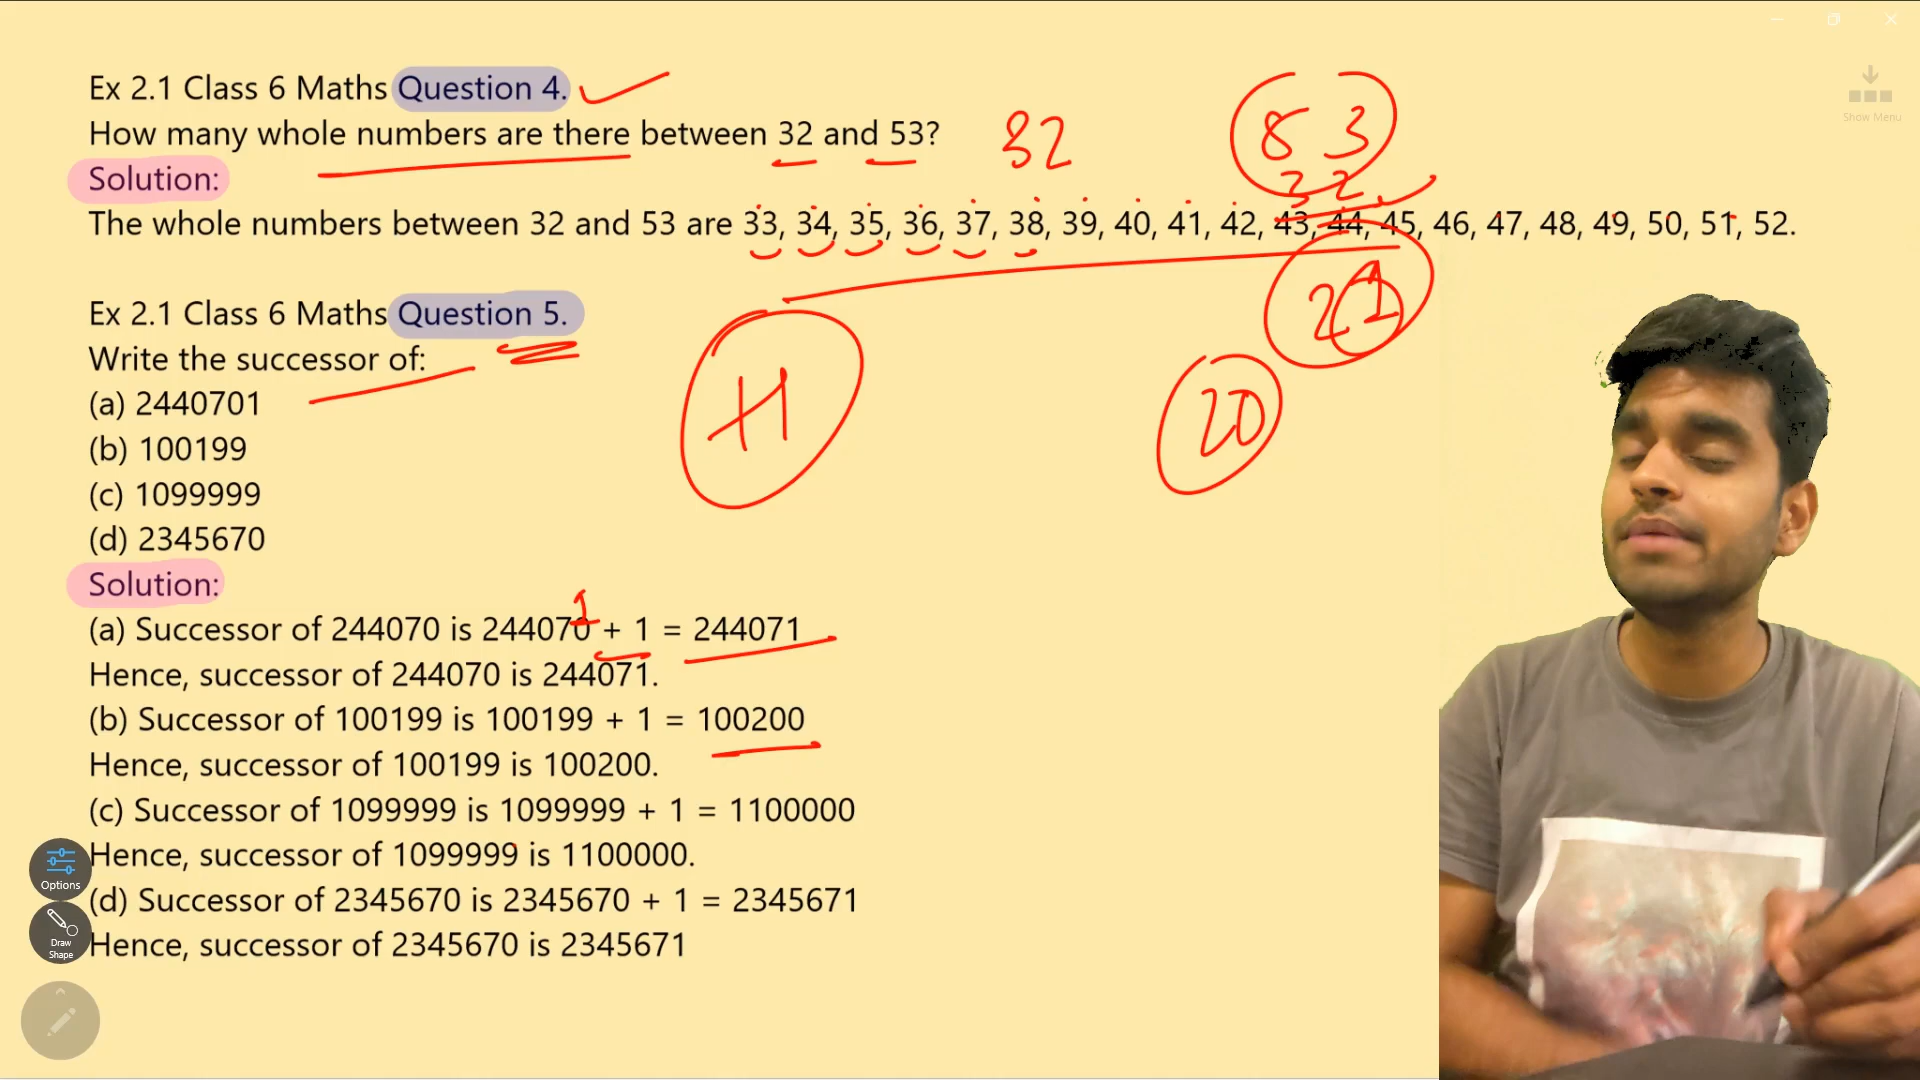 Ex 2.1 Class 6 Maths Question 4.
How many whole numbers are there between 32 and 53?
32
53
32
Solution:
The whole numbers between 32 and 53 are 33, 34, 35, 36, 37, 38, 39, 40, 41, 42, 43, 44, 45, 46, 47, 48, 49, 50, 51, 52.
21
20
+1
Ex 2.1 Class 6 Maths Question 5.
Write the successor of:
(a) 2440701
(b) 100199
(c) 1099999
(d) 2345670
Solution:
1
(a) Successor of 244070 is 244070 + 1 = 244071
Hence, successor of 244070 is 244071.
(b) Successor of 100199 is 100199 + 1 = 100200
Hence, successor of 100199 is 100200.
(c) Successor of 1099999 is 1099999 + 1 = 1100000
Hence, successor of 1099999 is 1100000.
(d) Successor of 2345670 is 2345670 + 1 = 2345671
Hence, successor of 2345670 is 2345671
Options
Draw
Shape
Show Menu